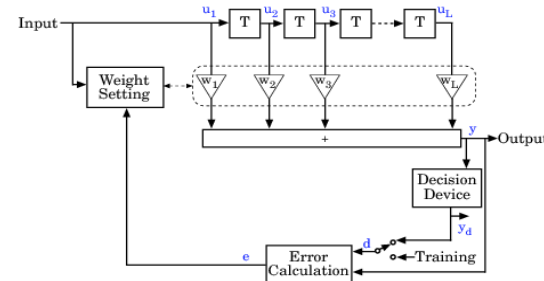 Input
u1 T u2 T u3 T T uL
Weight
Setting
w1 w2 w3 wL
+
y
Output
Decision
Device
yd
d
Training
e
Error
Calculation